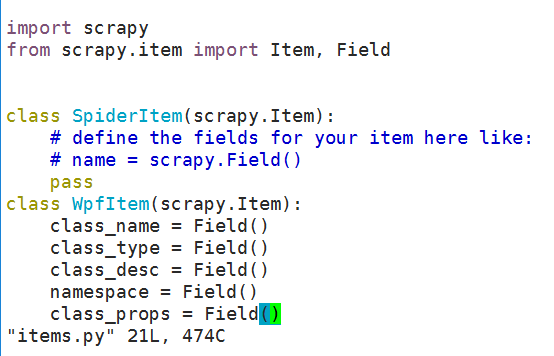 import scrapy
from scrapy.item import Item, Field
class SpiderItem(scrapy.Item):
    # define the fields for your item here like:
    # name = scrapy.Field()
    pass
class WpfItem(scrapy.Item):
    class_name = Field()
    class_type = Field()
    class_desc = Field()
    namespace = Field()
    class_props = Field()
"items.py" 21L, 474C